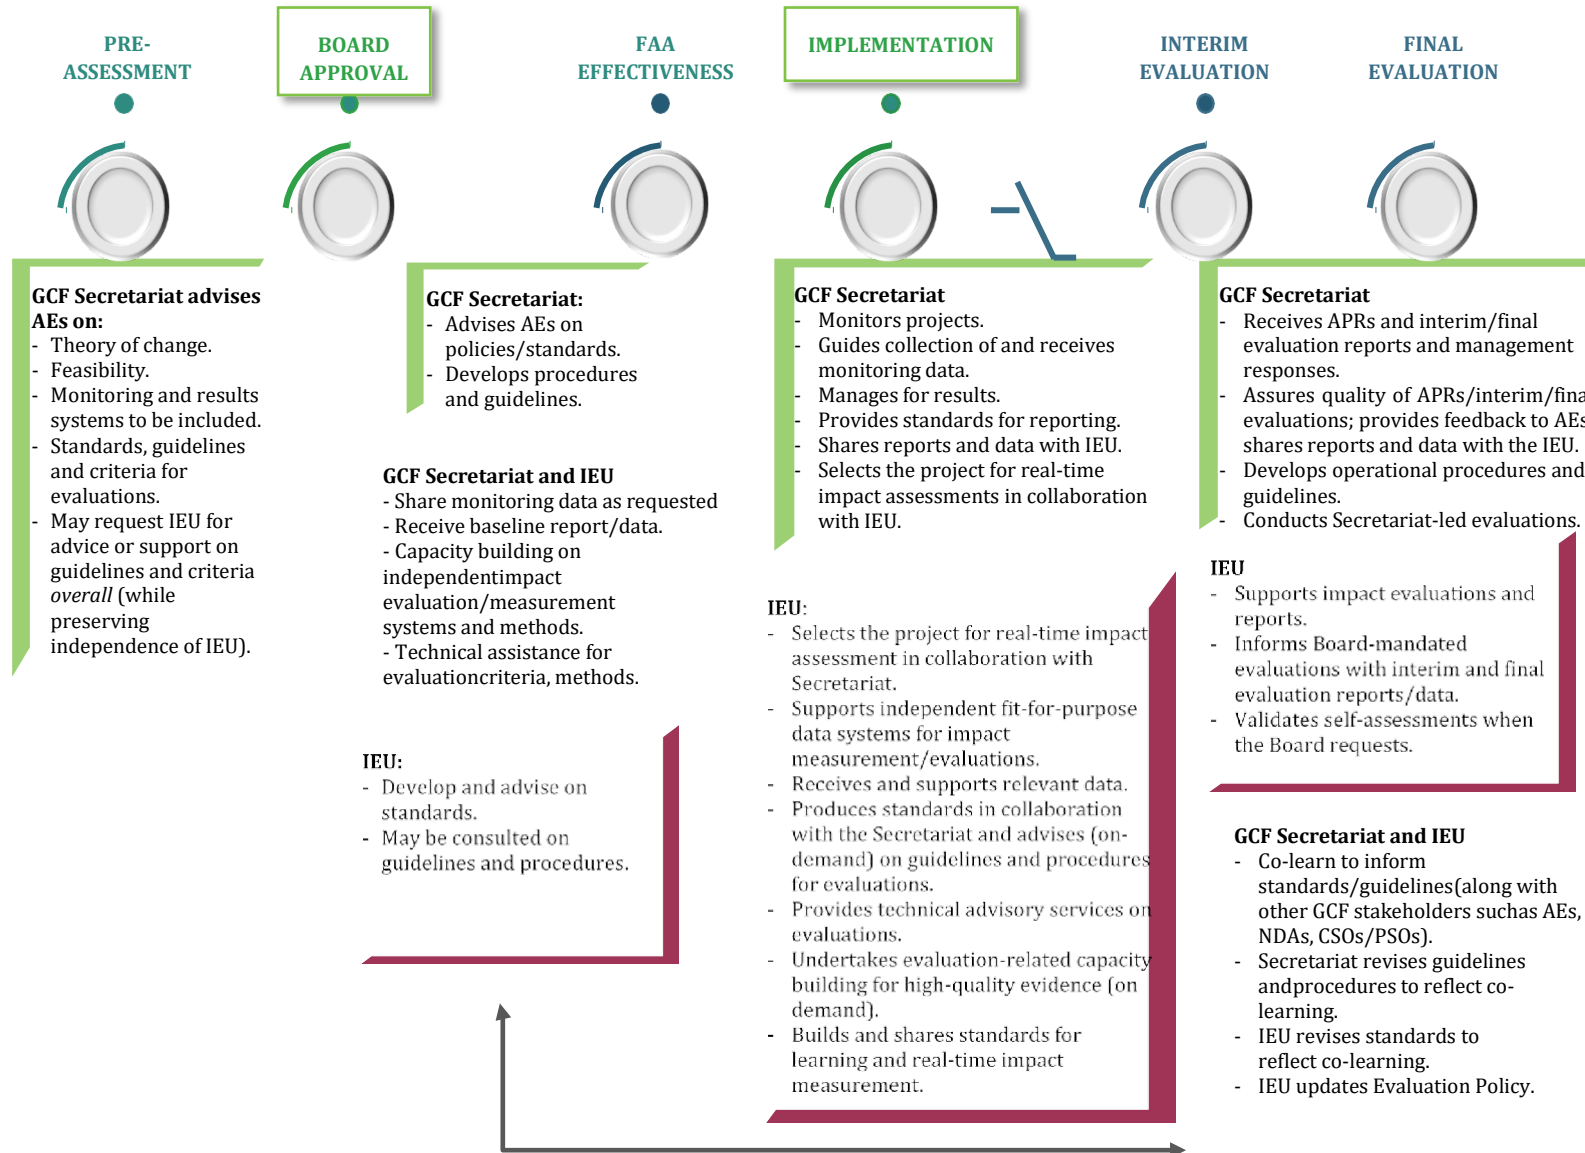 PRE-
ASSESSMENT
BOARD
APPROVAL
FAA
EFFECTIVENESS
IMPLEMENTATION
INTERIM
EVALUATION
FINAL
EVALUATION
GCF Secretariat advises
AEs on:
- Theory of change.
- Feasibility.
- Monitoring and results
systems to be included.
- Standards, guidelines
and criteria for
evaluations.
- May request IEU for
advice or support on
guidelines and criteria
overall (while
preserving
independence of IEU).
GCF Secretariat:
- Advises AEs on
policies/standards.
- Develops procedures
and guidelines.
GCF Secretariat and IEU
- Share monitoring data as requested
- Receive baseline report/data.
- Capacity building on
independentimpact
evaluation/measurement
systems and methods.
- Technical assistance for
evaluationcriteria, methods.
IEU:
- Develop and advise on
standards.
- May be consulted on
guidelines and procedures.
GCF Secretariat
- Monitors projects.
- Guides collection of and receives
monitoring data.
- Manages for results.
- Provides standards for reporting.
- Shares reports and data with IEU.
- Selects the project for real-time
impact assessments in collaboration
with IEU.
IEU:
- Selects the project for real-time impact
assessment in collaboration with
Secretariat.
- Supports independent fit-for-purpose
data systems for impact
measurement/evaluations.
- Receives and supports relevant data.
- Produces standards in collaboration
with the Secretariat and advises (on-
demand) on guidelines and procedures
for evaluations.
- Provides technical advisory services on
evaluations.
- Undertakes evaluation-related capacity
building for high-quality evidence (on
demand).
- Builds and shares standards for
learning and real-time impact
measurement.
GCF Secretariat
- Receives APRs and interim/final
evaluation reports and management
responses.
- Assures quality of APRs/interim/fina
evaluations; provides feedback to AEs
shares reports and data with the IEU.
- Develops operational procedures and
guidelines.
- Conducts Secretariat-led evaluations.
IEU
- Supports impact evaluations and
reports.
- Informs Board-mandated
evaluations with interim and final
evaluation reports/data.
- Validates self-assessments when
the Board requests.
GCF Secretariat and IEU
- Co-learn to inform
standards/guidelines(along with
other GCF stakeholders suchas AEs,
NDAs, CSOs/PSOs).
- Secretariat revises guidelines
andprocedures to reflect co-
learning.
- IEU revises standards to
reflect co-learning.
- IEU updates Evaluation Policy.